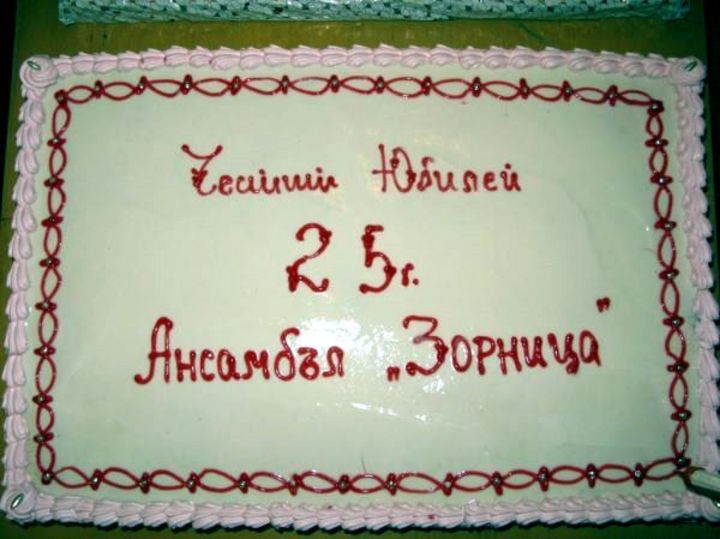 Честит Юбилей
25г.
Ансамбъл „Зорница"